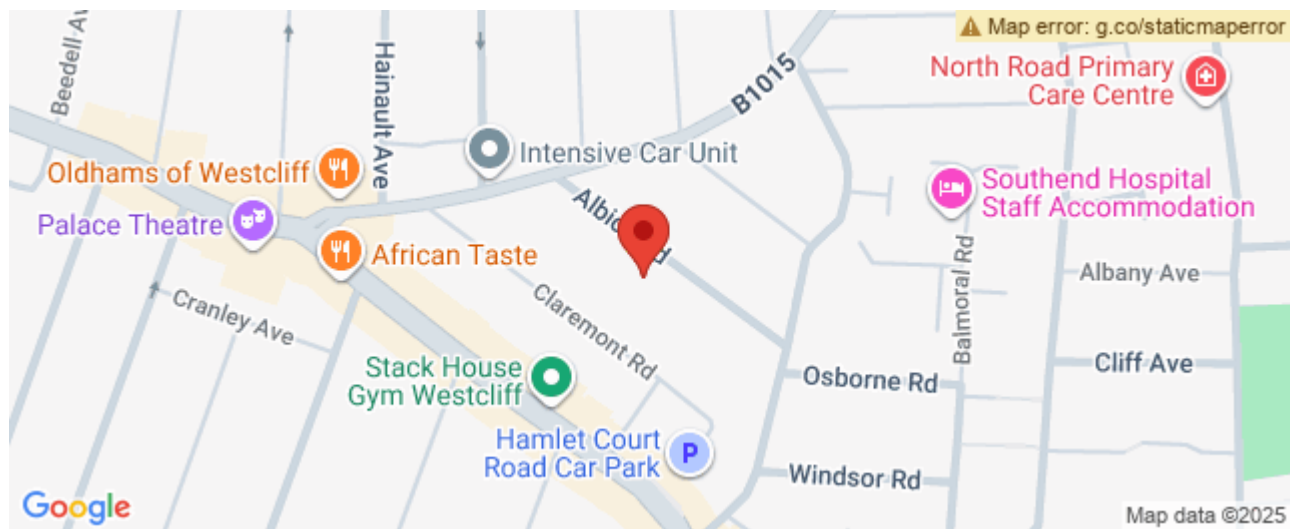 Map error: g.co/staticmaperror
Beedell Av
Hainault Ave
B1015
North Road Primary
Care Centre
Intensive Car Unit
Oldhams of Westcliff
Palace Theatre
African Taste
Southend Hospital
Staff Accommodation
Albany Ave
Cranley Ave
Claremont Rd
Balmoral Rd
Stack House
Gym Westcliff
Osborne Rd
Cliff Ave
Hamlet Court
Road Car Park
P
Windsor Rd
Google
Map data ©2025